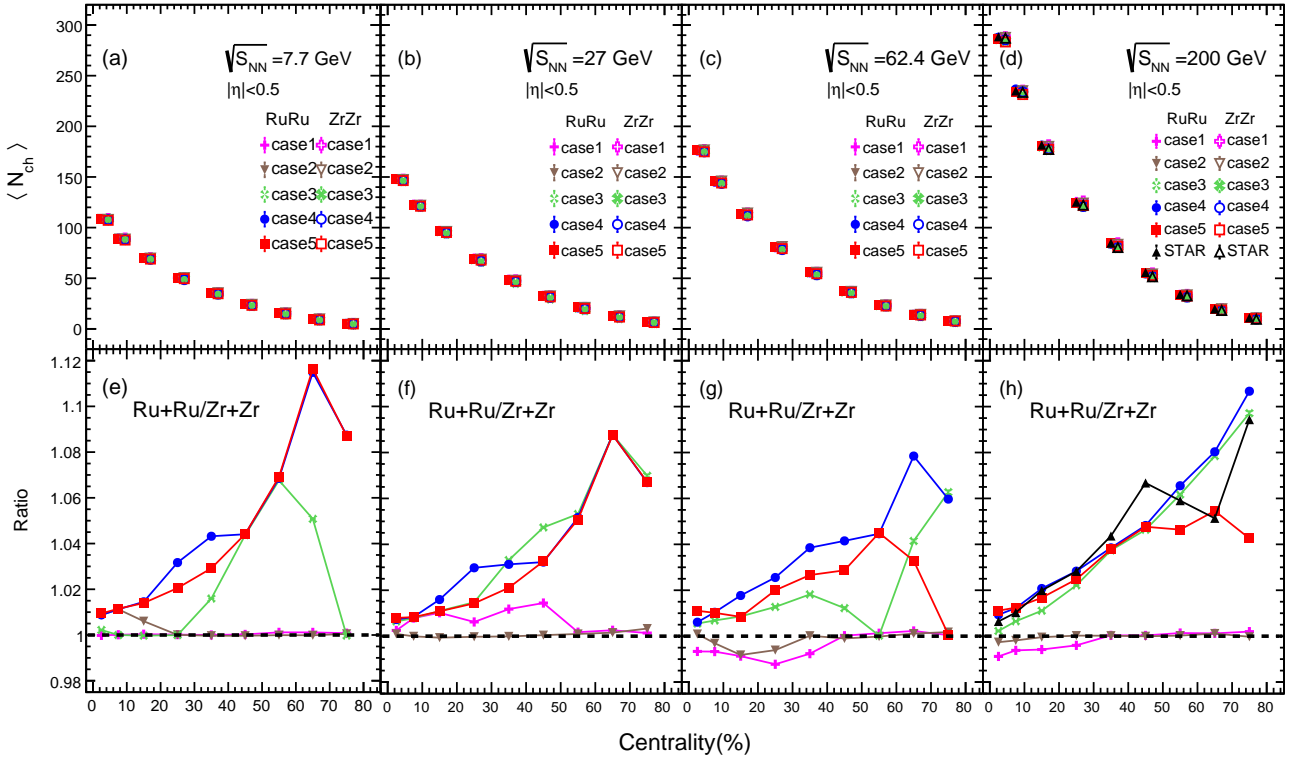 ⟨ N_ch ⟩
300
250
200
150
100
50
0
(a)
√S_NN =7.7 GeV
|η|<0.5
RuRu ZrZr
case1 case1
case2 case2
case3 case3
case4 case4
case5 case5
(b)
√S_NN =27 GeV
|η|<0.5
RuRu ZrZr
case1 case1
case2 case2
case3 case3
case4 case4
case5 case5
(c)
√S_NN =62.4 GeV
|η|<0.5
RuRu ZrZr
case1 case1
case2 case2
case3 case3
case4 case4
case5 case5
(d)
√S_NN =200 GeV
|η|<0.5
RuRu ZrZr
case1 case1
case2 case2
case3 case3
case4 case4
case5 case5
STAR STAR
Ratio
1.12
1.1
1.08
1.06
1.04
1.02
1
0.98
(e)
Ru+Ru/Zr+Zr
0 10 20 30 40 50 60 70 80
(f)
Ru+Ru/Zr+Zr
0 10 20 30 40 50 60 70 80
(g)
Ru+Ru/Zr+Zr
0 10 20 30 40 50 60 70 80
(h)
Ru+Ru/Zr+Zr
0 10 20 30 40 50 60 70 80
Centrality(%)